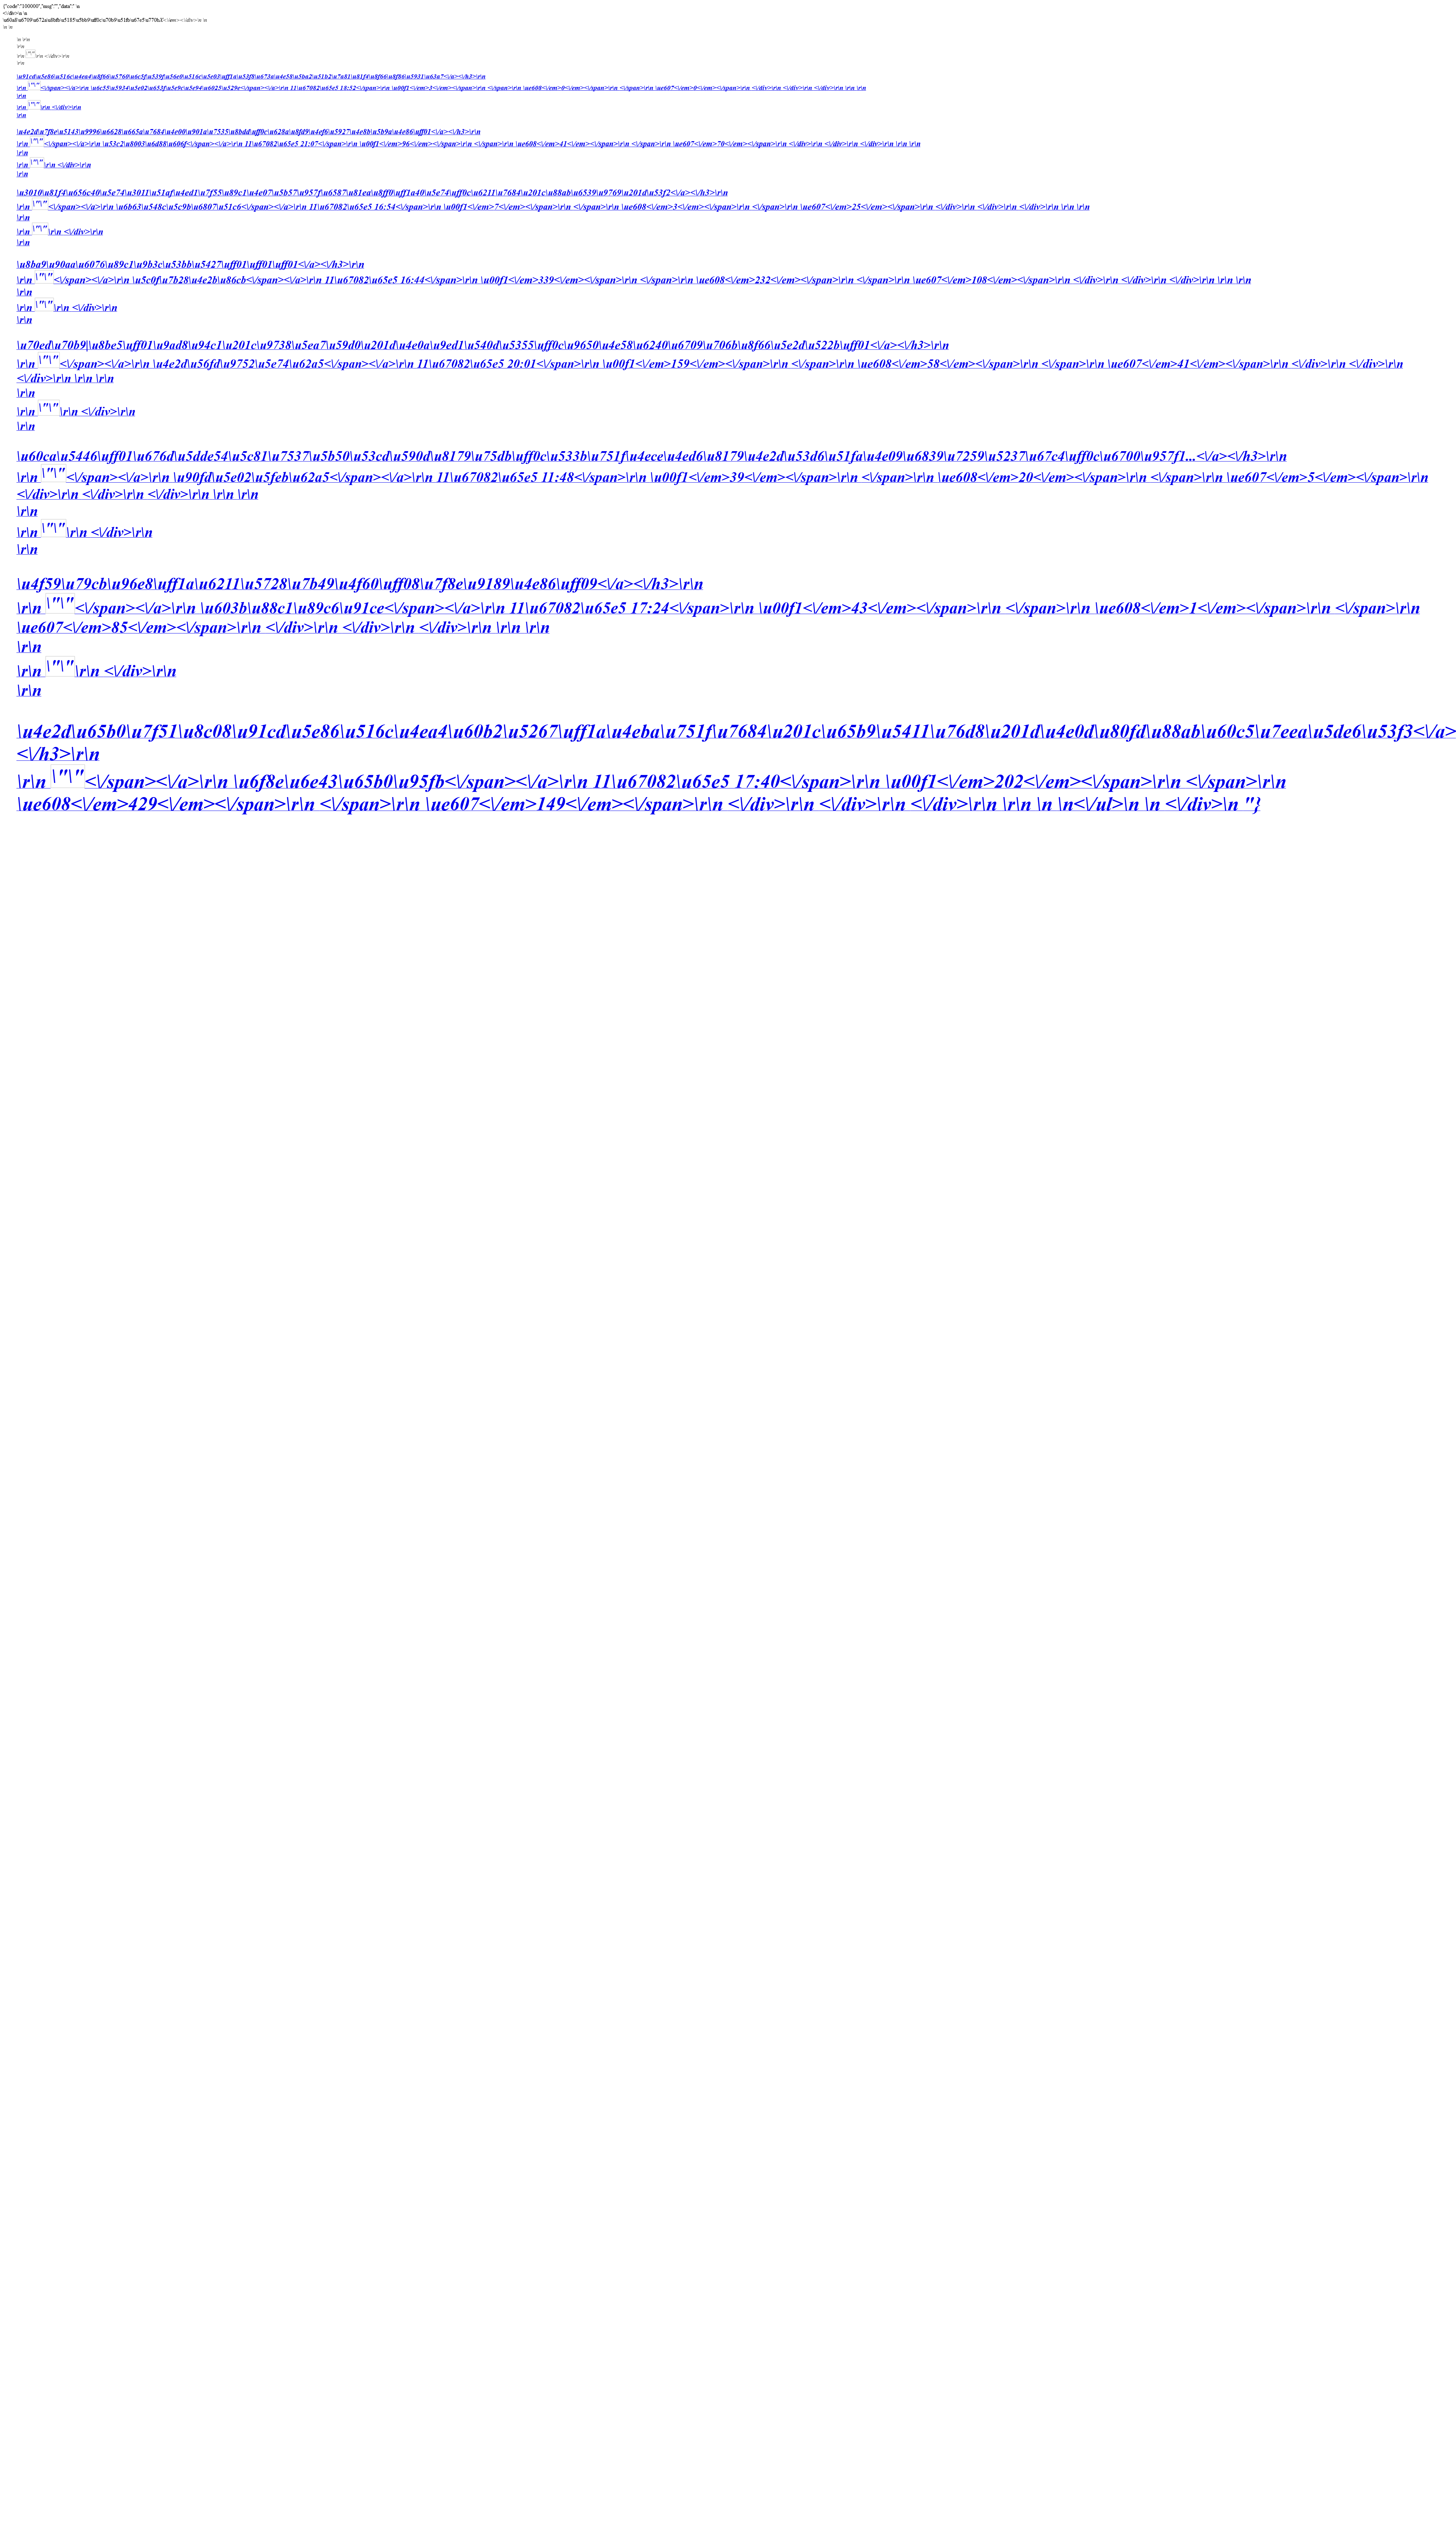 {"code":"100000","msg":"","data":" \n
<\/div>\n \n
\u60a8\u6709\u672a\u8bfb\u5185\u5bb9\uff0c\u70b9\u51fb\u67e5\u770b3<\/em><\/div>\n \n
\n \n
\n \r\n
\r\n
\r\n \"\"\r\n <\/div>\r\n
\r\n
\u91cd\u5e86\u516c\u4ea4\u8f66\u5760\u6c5f\u539f\u56e0\u516c\u5e03\uff1a\u53f8\u673a\u4e58\u5ba2\u51b2\u7a81\u81f4\u8f66\u8f86\u5931\u63a7<\/a><\/h3>\r\n
\r\n \"\"<\/span><\/a>\r\n \u6c55\u5934\u5e02\u653f\u5e9c\u5e94\u6025\u529e<\/span><\/a>\r\n 11\u67082\u65e5 18:52<\/span>\r\n \u00f1<\/em>3<\/em><\/span>\r\n <\/span>\r\n \ue608<\/em>0<\/em><\/span>\r\n <\/span>\r\n \ue607<\/em>0<\/em><\/span>\r\n <\/div>\r\n <\/div>\r\n <\/div>\r\n \r\n \r\n
\r\n
\r\n \"\"\r\n <\/div>\r\n
\r\n
\u4e2d\u7f8e\u5143\u9996\u6628\u665a\u7684\u4e00\u901a\u7535\u8bdd\uff0c\u628a\u8fd9\u4ef6\u5927\u4e8b\u5b9a\u4e86\uff01<\/a><\/h3>\r\n
\r\n \"\"<\/span><\/a>\r\n \u53c2\u8003\u6d88\u606f<\/span><\/a>\r\n 11\u67082\u65e5 21:07<\/span>\r\n \u00f1<\/em>96<\/em><\/span>\r\n <\/span>\r\n \ue608<\/em>41<\/em><\/span>\r\n <\/span>\r\n \ue607<\/em>70<\/em><\/span>\r\n <\/div>\r\n <\/div>\r\n <\/div>\r\n \r\n \r\n
\r\n
\r\n \"\"\r\n <\/div>\r\n
\r\n
\u3010\u81f4\u656c40\u5e74\u3011\u51af\u4ed1\u7f55\u89c1\u4e07\u5b57\u957f\u6587\u81ea\u8ff0\uff1a40\u5e74\uff0c\u6211\u7684\u201c\u88ab\u6539\u9769\u201d\u53f2<\/a><\/h3>\r\n
\r\n \"\"<\/span><\/a>\r\n \u6b63\u548c\u5c9b\u6807\u51c6<\/span><\/a>\r\n 11\u67082\u65e5 16:54<\/span>\r\n \u00f1<\/em>7<\/em><\/span>\r\n <\/span>\r\n \ue608<\/em>3<\/em><\/span>\r\n <\/span>\r\n \ue607<\/em>25<\/em><\/span>\r\n <\/div>\r\n <\/div>\r\n <\/div>\r\n \r\n \r\n
\r\n
\r\n \"\"\r\n <\/div>\r\n
\r\n
\u8ba9\u90aa\u6076\u89c1\u9b3c\u53bb\u5427\uff01\uff01\uff01<\/a><\/h3>\r\n
\r\n \"\"<\/span><\/a>\r\n \u5c0f\u7b28\u4e2b\u86cb<\/span><\/a>\r\n 11\u67082\u65e5 16:44<\/span>\r\n \u00f1<\/em>339<\/em><\/span>\r\n <\/span>\r\n \ue608<\/em>232<\/em><\/span>\r\n <\/span>\r\n \ue607<\/em>108<\/em><\/span>\r\n <\/div>\r\n <\/div>\r\n <\/div>\r\n \r\n \r\n
\r\n
\r\n \"\"\r\n <\/div>\r\n
\r\n
\u70ed\u70b9|\u8be5\uff01\u9ad8\u94c1\u201c\u9738\u5ea7\u59d0\u201d\u4e0a\u9ed1\u540d\u5355\uff0c\u9650\u4e58\u6240\u6709\u706b\u8f66\u5e2d\u522b\uff01<\/a><\/h3>\r\n
\r\n \"\"<\/span><\/a>\r\n \u4e2d\u56fd\u9752\u5e74\u62a5<\/span><\/a>\r\n 11\u67082\u65e5 20:01<\/span>\r\n \u00f1<\/em>159<\/em><\/span>\r\n <\/span>\r\n \ue608<\/em>58<\/em><\/span>\r\n <\/span>\r\n \ue607<\/em>41<\/em><\/span>\r\n <\/div>\r\n <\/div>\r\n
<\/div>\r\n \r\n \r\n
\r\n
\r\n \"\"\r\n <\/div>\r\n
\r\n
\u60ca\u5446\uff01\u676d\u5dde54\u5c81\u7537\u5b50\u53cd\u590d\u8179\u75db\uff0c\u533b\u751f\u4ece\u4ed6\u8179\u4e2d\u53d6\u51fa\u4e09\u6839\u7259\u5237\u67c4\uff0c\u6700\u957f1...<\/a><\/h3>\r\n
\r\n \"\"<\/span><\/a>\r\n \u90fd\u5e02\u5feb\u62a5<\/span><\/a>\r\n 11\u67082\u65e5 11:48<\/span>\r\n \u00f1<\/em>39<\/em><\/span>\r\n <\/span>\r\n \ue608<\/em>20<\/em><\/span>\r\n <\/span>\r\n \ue607<\/em>5<\/em><\/span>\r\n
<\/div>\r\n <\/div>\r\n <\/div>\r\n \r\n \r\n
\r\n
\r\n \"\"\r\n <\/div>\r\n
\r\n
\u4f59\u79cb\u96e8\uff1a\u6211\u5728\u7b49\u4f60\uff08\u7f8e\u9189\u4e86\uff09<\/a><\/h3>\r\n
\r\n \"\"<\/span><\/a>\r\n \u603b\u88c1\u89c6\u91ce<\/span><\/a>\r\n 11\u67082\u65e5 17:24<\/span>\r\n \u00f1<\/em>43<\/em><\/span>\r\n <\/span>\r\n \ue608<\/em>1<\/em><\/span>\r\n <\/span>\r\n
\ue607<\/em>85<\/em><\/span>\r\n <\/div>\r\n <\/div>\r\n <\/div>\r\n \r\n \r\n
\r\n
\r\n \"\"\r\n <\/div>\r\n
\r\n
\u4e2d\u65b0\u7f51\u8c08\u91cd\u5e86\u516c\u4ea4\u60b2\u5267\uff1a\u4eba\u751f\u7684\u201c\u65b9\u5411\u76d8\u201d\u4e0d\u80fd\u88ab\u60c5\u7eea\u5de6\u53f3<\/a>
<\/h3>\r\n
\r\n \"\"<\/span><\/a>\r\n \u6f8e\u6e43\u65b0\u95fb<\/span><\/a>\r\n 11\u67082\u65e5 17:40<\/span>\r\n \u00f1<\/em>202<\/em><\/span>\r\n <\/span>\r\n
\ue608<\/em>429<\/em><\/span>\r\n <\/span>\r\n \ue607<\/em>149<\/em><\/span>\r\n <\/div>\r\n <\/div>\r\n <\/div>\r\n \r\n \n \n<\/ul>\n \n <\/div>\n "}